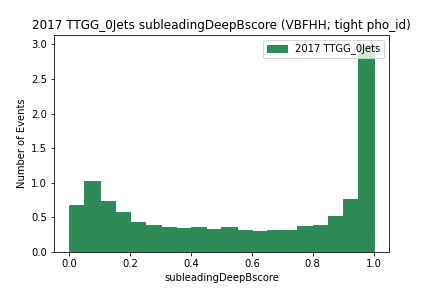 2017 TTGG_0Jets subleadingDeepBscore (VBFHH; tight pho_id)
2017 TTGG_0Jets
3.0
2.5
2.0
1.5
1.0
0.5
0.0
Number of Events
0.0 0.2 0.4 0.6 0.8 1.0
subleadingDeepBscore